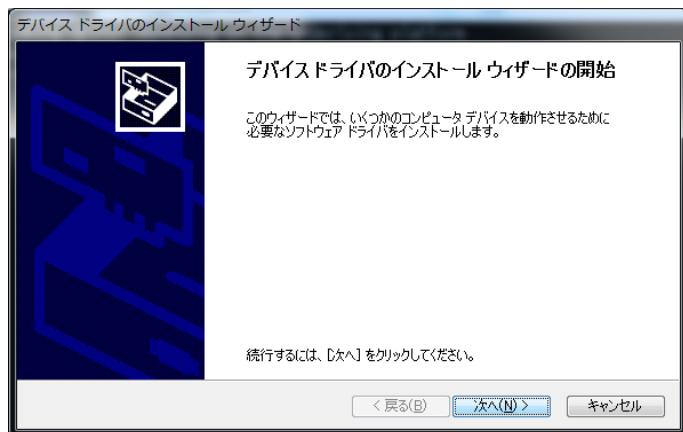 デバイス ドライバのインストール ウィザード
デバイス ドライバのインストール ウィザードの開始
このウィザードでは、いくつかのコンピュータ デバイスを動作させるために
必要なソフトウェア ドライバをインストールします。
続行するには、[次へ] をクリックしてください。
< 戻る(B)
次へ(N) >
キャンセル